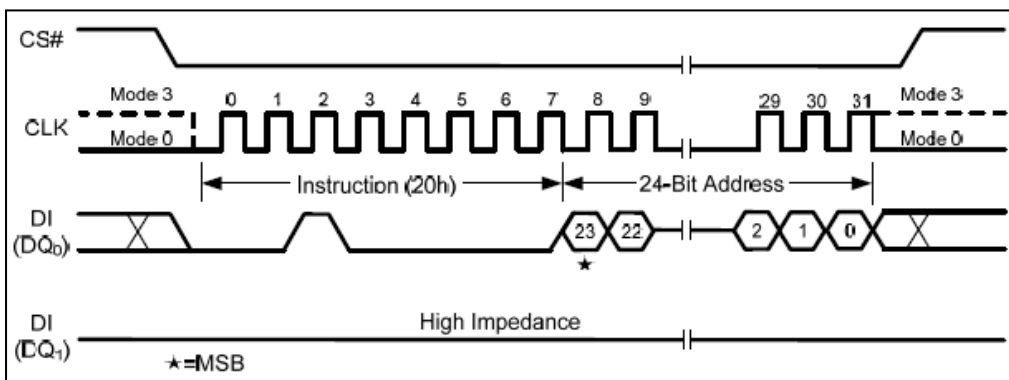 CS#
Mode 3
0 1 2 3 4 5 6 7 8 9 29 30 31
Mode 3
CLK
Mode 0
Mode 0
Instruction (20h)
24-Bit Address
DI
(DQ0)
23 22 2 1 0
★
High Impedance
DI
(DQ1)
★=MSB